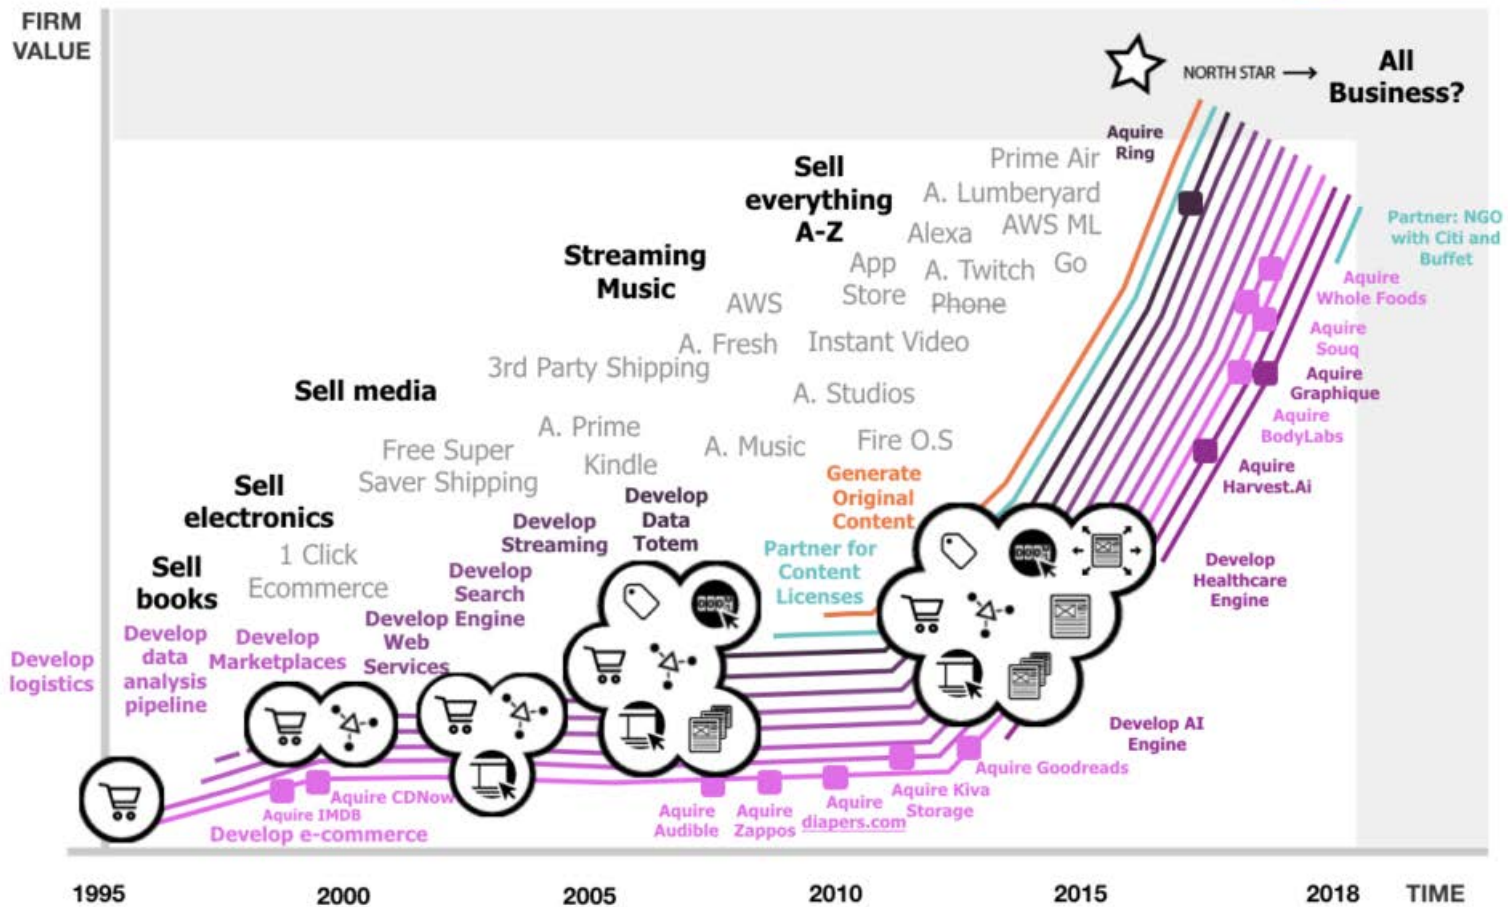 FIRM
VALUE
NORTH STAR
All
Business?
Aquire
Ring
Prime Air
A. Lumberyard
AWS ML
Alexa
Go
A. Twitch
Phone
App
Store
Sell
everything
A-Z
Streaming
Music
AWS
A. Fresh
Instant Video
3rd Party Shipping
A. Studios
Sell media
A. Prime
A. Music
Fire O.S
Free Super
Saver Shipping
Kindle
Generate
Original
Content
Sell
electronics
Develop
Streaming
Develop
Data
Totem
Partner for
Content
Licenses
1 Click
Ecommerce
Sell
books
Develop
Search
Engine
Develop
Web
Services
Develop
logistics
Develop
data
analysis
pipeline
Develop
Marketplaces
Partner: NGO
with Citi and
Buffet
Aquire
Whole Foods
Aquire
Souq
Aquire
Graphique
Aquire
BodyLabs
Aquire
Harvest.Ai
Develop
Healthcare
Engine
Develop AI
Engine
Aquire CDNow
Aquire IMDB
Develop e-commerce
Aquire
Audible
Aquire
Zappos
Aquire
diapers.com
Aquire Kiva
Storage
Aquire Goodreads
1995
2000
2005
2010
2015
2018
TIME